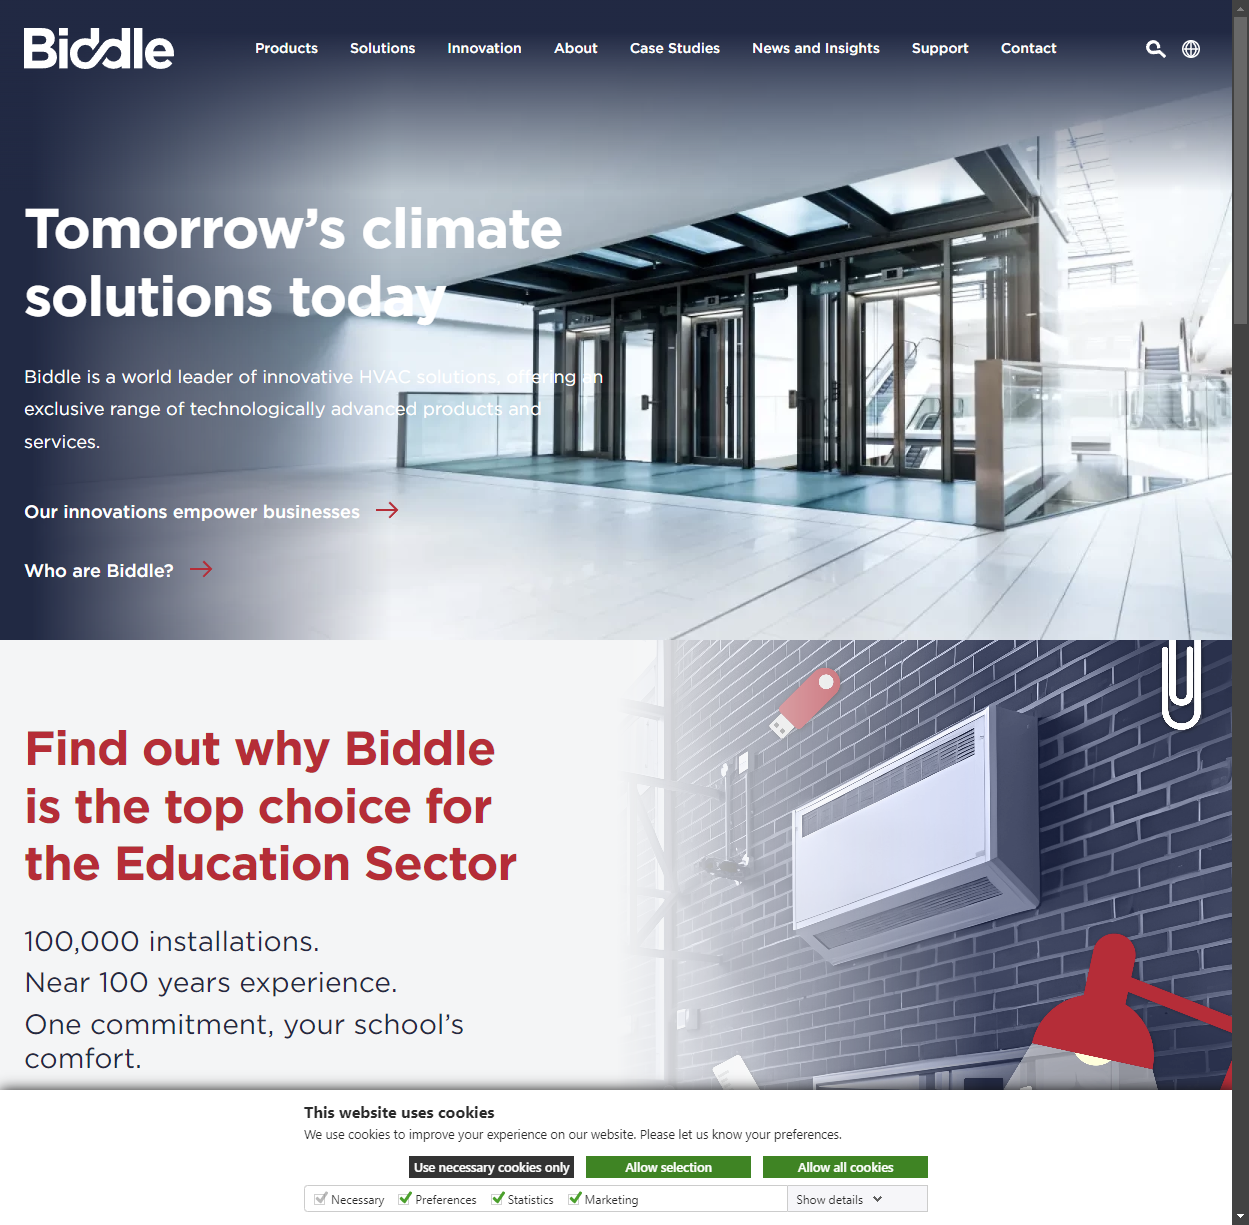 Biddle
Products Solutions Innovation About Case Studies News and Insights Support Contact
Tomorrow’s climate
solutions today
Biddle is a world leader of innovative HVAC solutions, offering an
exclusive range of technologically advanced products and
services.
Our innovations empower businesses
Who are Biddle?
Find out why Biddle
is the top choice for
the Education Sector
100,000 installations.
Near 100 years experience.
One commitment, your school’s
comfort.
This website uses cookies
We use cookies to improve your experience on our website. Please let us know your preferences.
Use necessary cookies only Allow selection Allow all cookies
Necessary Preferences Statistics Marketing Show details